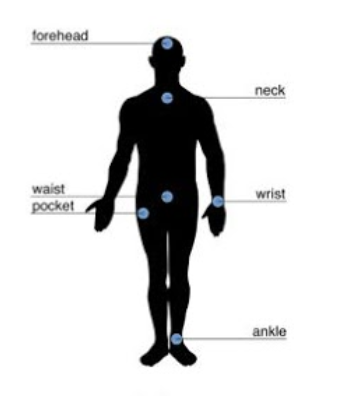 forehead
neck
waist
pocket
wrist
ankle